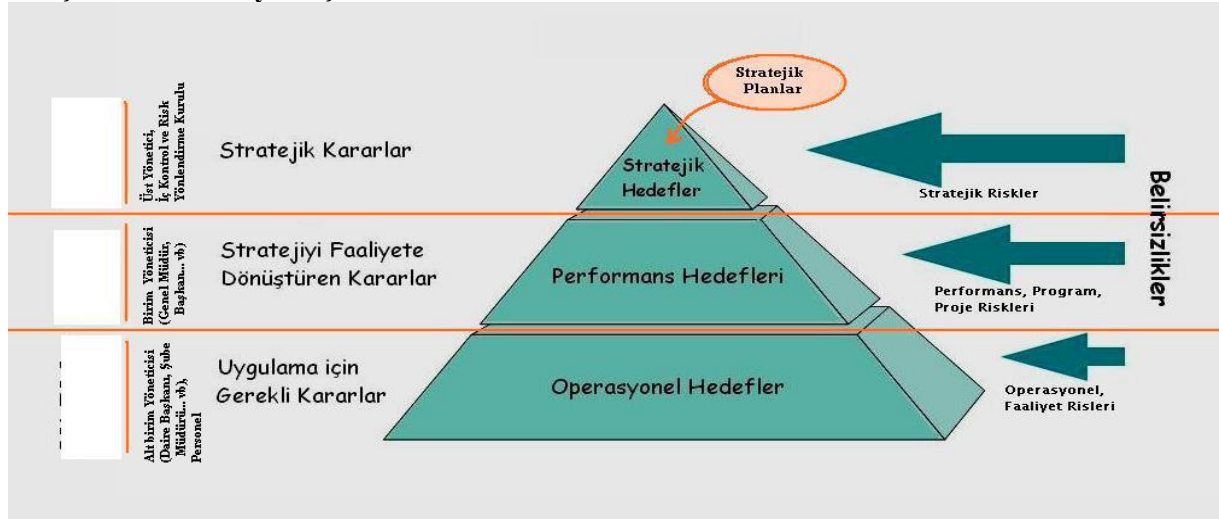 Stratejik
Planlar
Üst Yönetici,
İç Kontrol ve Risk
Yönlendirme Kurulu
Stratejik Kararlar
Stratejik
Hedefler
Stratejik Riskler
Belirsizlikler
Birim Yöneticisi
(Genel Müdür,
Başkan... vb)
Stratejiyi Faaliyete
Dönüştüren Kararlar
Performans Hedefleri
Performans, Program,
Proje Riskleri
Alt birim Yöneticisi
(Daire Başkanı, Şube
Müdürü... vb),
Personel
Uygulama için
Gerekli Kararlar
Operasyonel Hedefler
Operasyonel,
Faaliyet Risleri